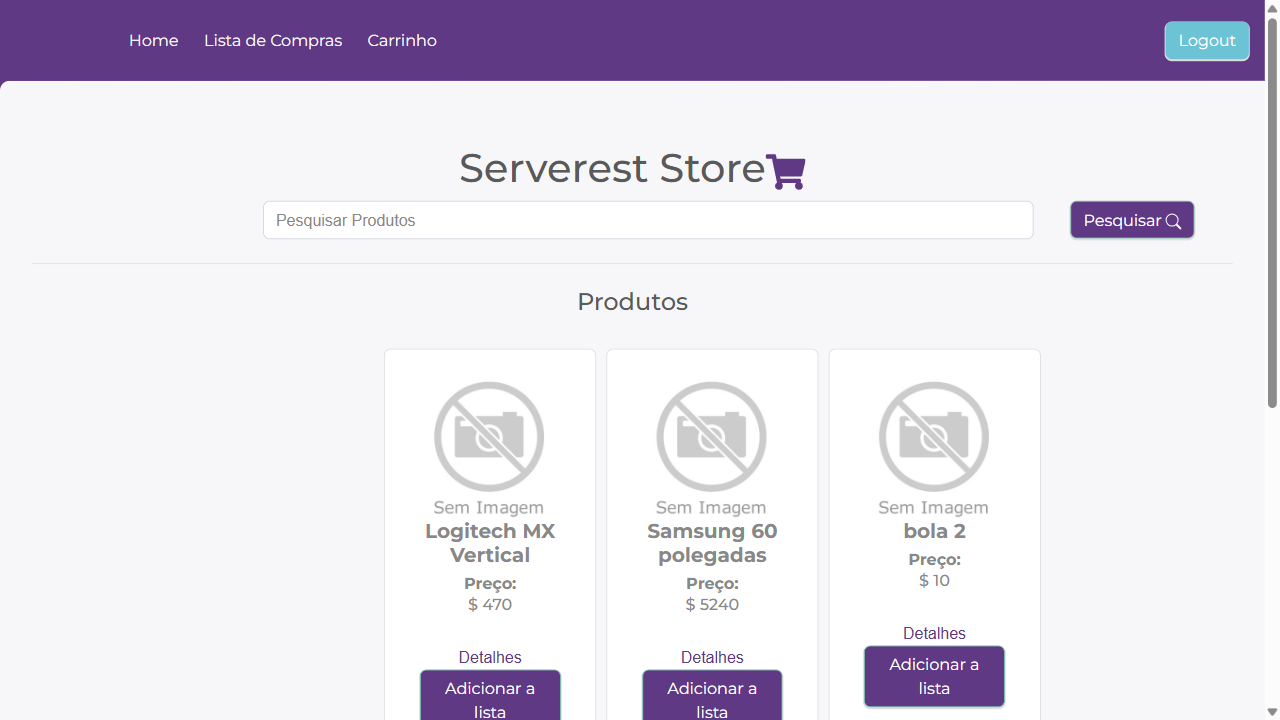 Home Lista de Compras Carrinho Logout
Serverest Store
Pesquisar Produtos Pesquisar
Produtos
Sem Imagem
Logitech MX
Vertical
Preço:
$ 470
Detalhes
Adicionar a
lista
Sem Imagem
Samsung 60
polegadas
Preço:
$ 5240
Detalhes
Adicionar a
lista
Sem Imagem
bola 2
Preço:
$ 10
Detalhes
Adicionar a
lista